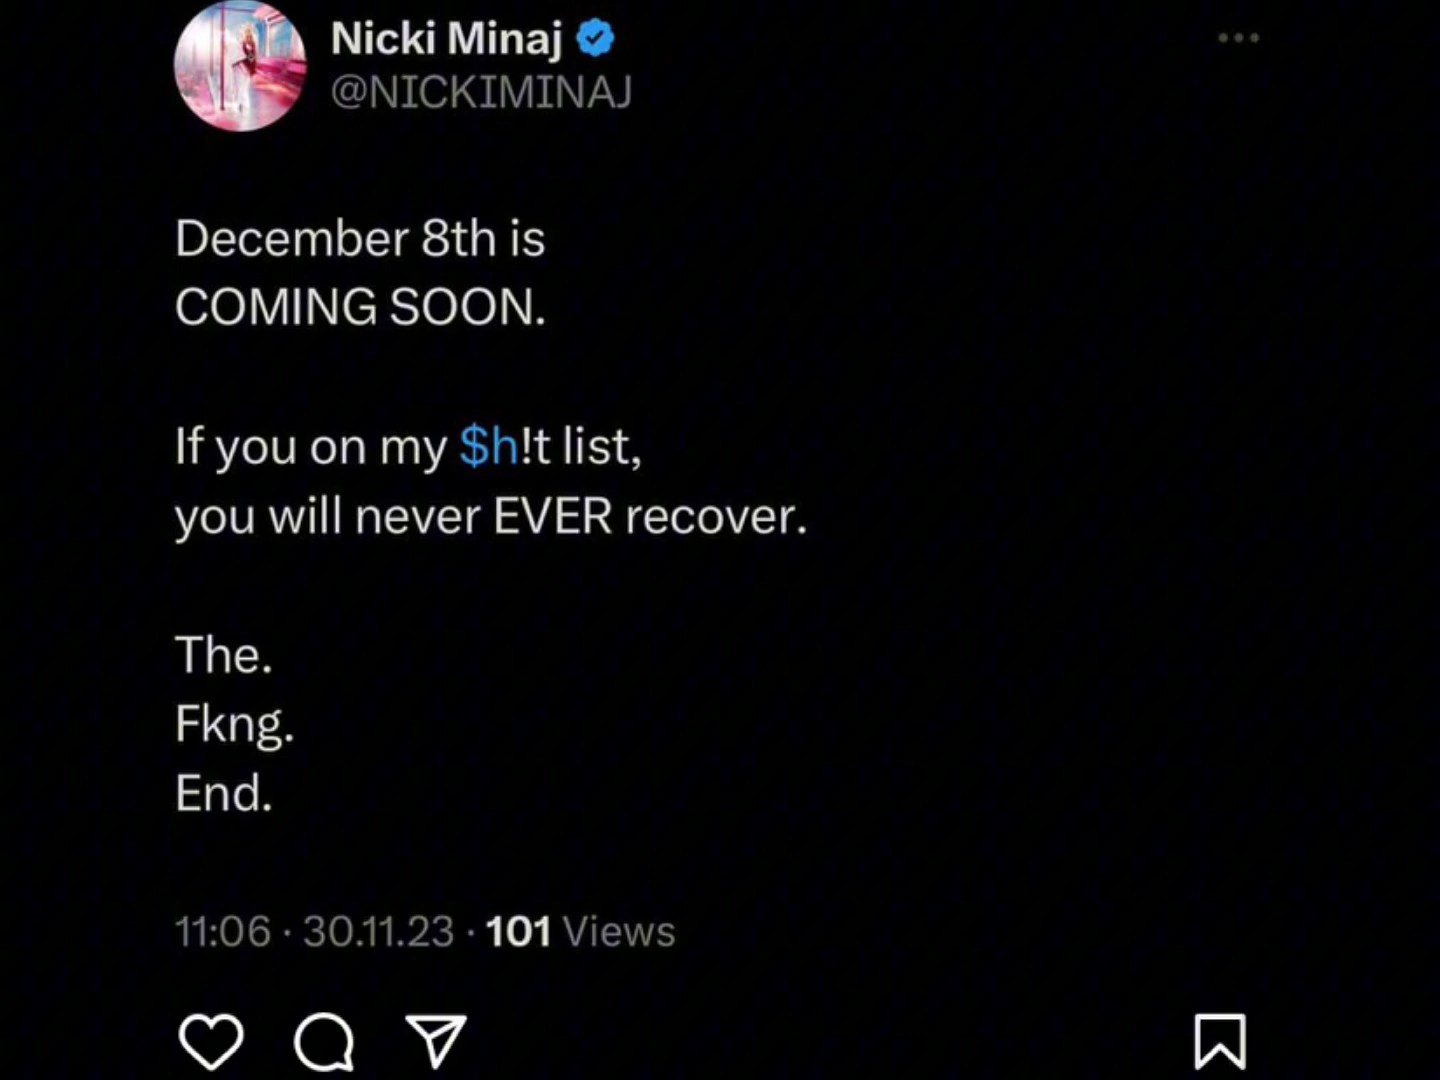 Nicki Minaj
@NICKIMINAJ
December 8th is
COMING SOON.
If you on my $h!t list,
you will never EVER recover.
The.
Fkng.
End.
11:06 · 30.11.23 · 101 Views